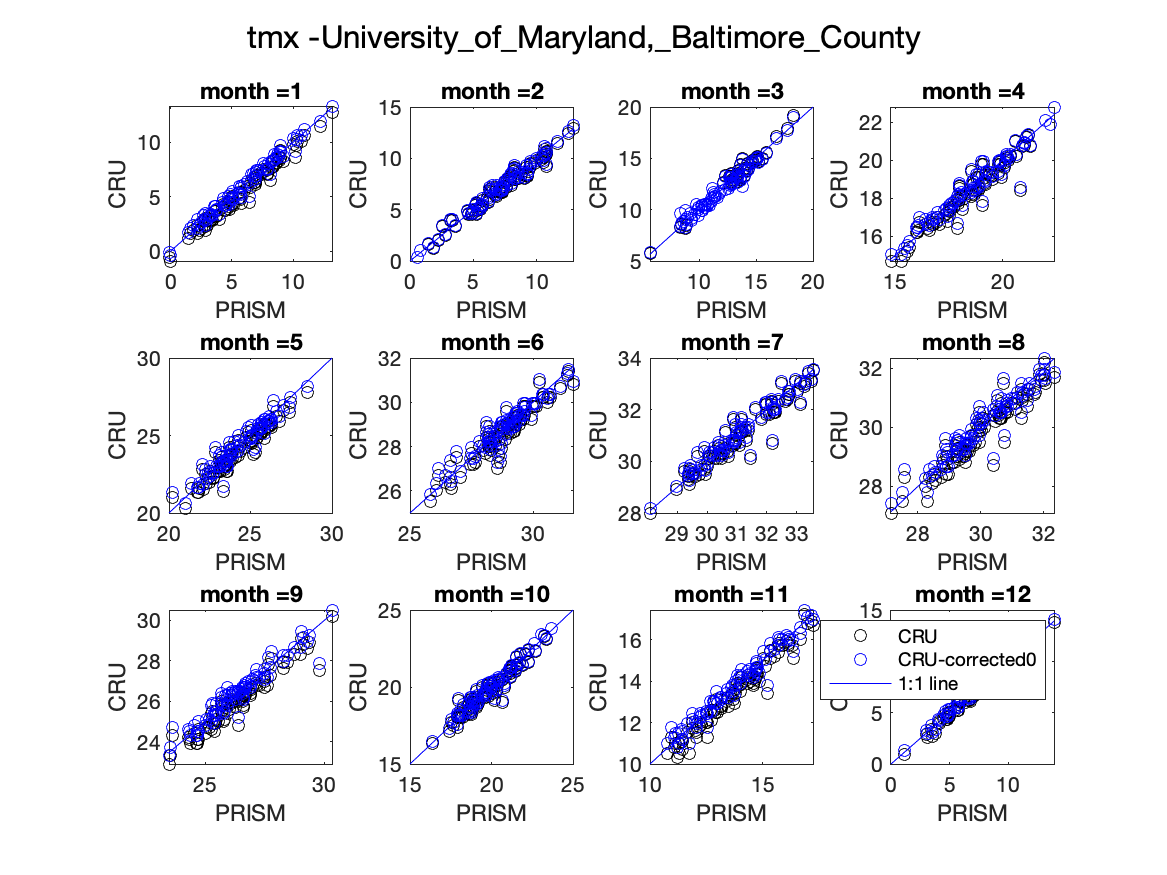 tmx -University_of_Maryland,_Baltimore_County
month =1
10
5
0
CRU
0 5 10
PRISM
month =2
15
10
5
0
CRU
0 5 10
PRISM
month =3
20
15
10
5
CRU
10 15 20
PRISM
month =4
22
20
18
16
CRU
15 20
PRISM
month =5
30
25
20
CRU
20 25 30
PRISM
month =6
32
30
28
26
CRU
25 30
PRISM
month =7
34
32
30
28
CRU
29 30 31 32 33
PRISM
month =8
32
30
28
CRU
28 30 32
PRISM
month =9
30
28
26
24
CRU
25 30
PRISM
month =10
25
20
15
CRU
15 20 25
PRISM
month =11
16
14
12
10
CRU
10 15
PRISM
month =12
15
5
0
0 5 10
PRISM
CRU
CRU-corrected0
1:1 line